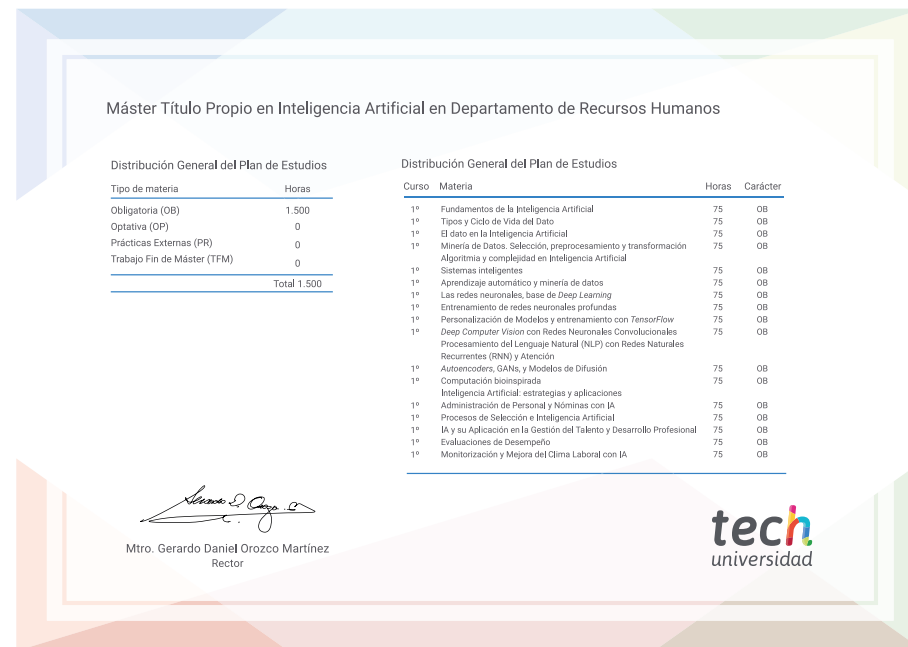 Máster Título Propio en Inteligencia Artificial en Departamento de Recursos Humanos
Distribución General del Plan de Estudios
Tipo de materia Horas
Obligatoria (OB) 1.500
Optativa (OP) 0
Prácticas Externas (PR) 0
Trabajo Fin de Máster (TFM) 0
Total 1.500
Distribución General del Plan de Estudios
Curso Materia Horas Carácter
1º Fundamentos de la Inteligencia Artificial 75 OB
1º Tipos y Ciclo de Vida del Dato 75 OB
1º El dato en la Inteligencia Artificial 75 OB
1º Minería de Datos. Selección, preprocesamiento y transformación 75 OB
Algoritmia y complejidad en Inteligencia Artificial
1º Sistemas inteligentes 75 OB
1º Aprendizaje automático y minería de datos 75 OB
1º Las redes neuronales, base de Deep Learning 75 OB
1º Entrenamiento de redes neuronales profundas 75 OB
1º Personalización de Modelos y entrenamiento con TensorFlow 75 OB
1º Deep Computer Vision con Redes Neuronales Convolucionales 75 OB
Procesamiento del Lenguaje Natural (NLP) con Redes Naturales
Recurrentes (RNN) y Atención
1º Autoencoders, GANs, y Modelos de Difusión 75 OB
1º Computación bioinspirada 75 OB
Inteligencia Artificial: estrategias y aplicaciones
1º Administración de Personal y Nóminas con IA 75 OB
1º Procesos de Selección e Inteligencia Artificial 75 OB
1º IA y su Aplicación en la Gestión del Talento y Desarrollo Profesional 75 OB
1º Evaluaciones de Desempeño 75 OB
1º Monitorización y Mejora del Clima Laboral con IA 75 OB
Mtro. Gerardo Daniel Orozco Martínez
Rector
tech
universidad